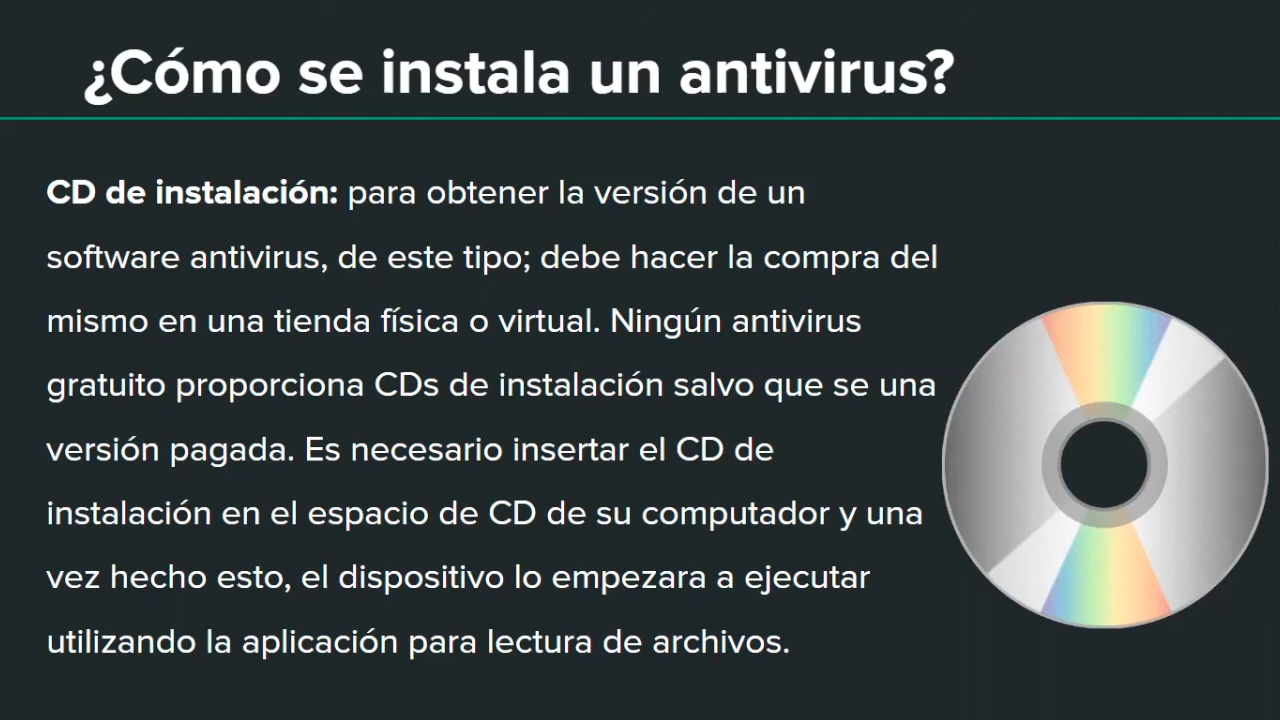 ¿Cómo se instala un antivirus?
CD de instalación: para obtener la versión de un
software antivirus, de este tipo; debe hacer la compra del
mismo en una tienda física o virtual. Ningún antivirus
gratuito proporciona CDs de instalación salvo que se una
versión pagada. Es necesario insertar el CD de
instalación en el espacio de CD de su computador y una
vez hecho esto, el dispositivo lo empezara a ejecutar
utilizando la aplicación para lectura de archivos.